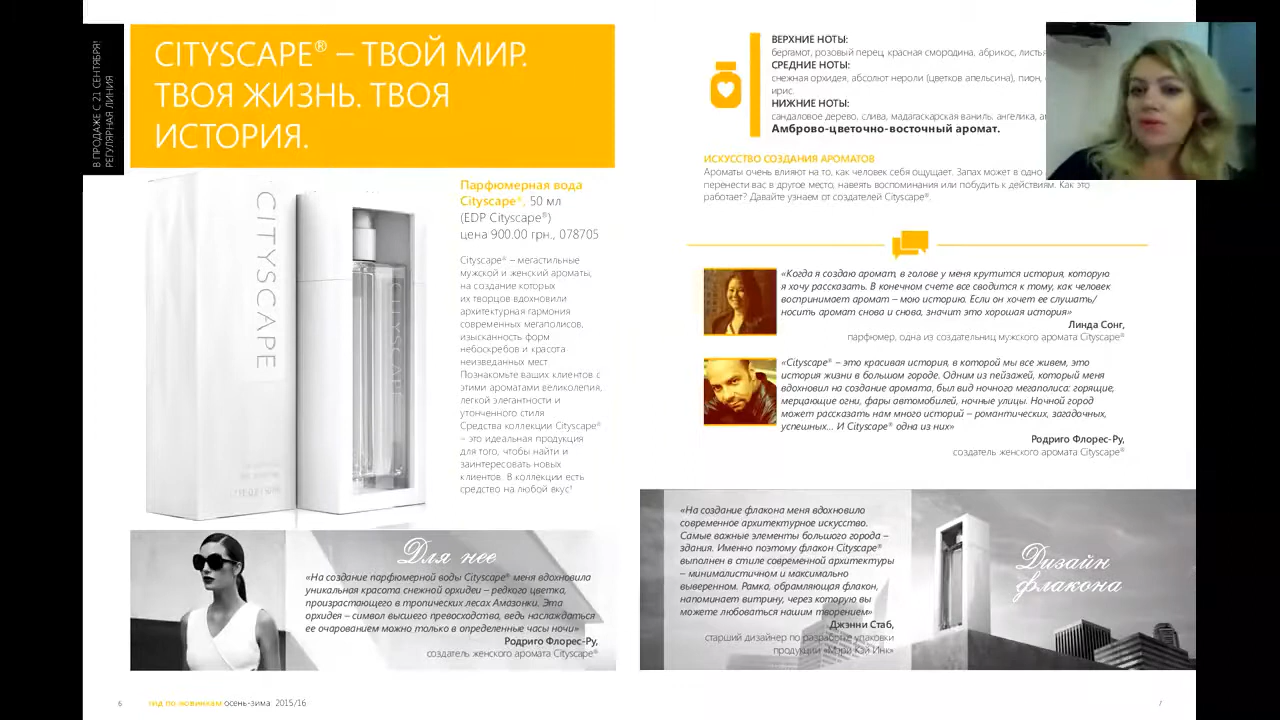 В ПРОДАЖЕ С 21 СЕНТЯБРЯ!
РЕГУЛЯРНАЯ ЛИНИЯ
CITYSCAPE® – ТВОЙ МИР.
ТВОЯ ЖИЗНЬ. ТВОЯ
ИСТОРИЯ.
CITYSCAPE
CITYSCAPE
Парфюмерная вода
Cityscape®, 50 мл
(EDP Cityscape®)
цена 900.00 грн., 078705
Cityscape® – мегастильные
мужской и женский ароматы,
на создание которых
их творцов вдохновили
архитектурная гармония
современных мегаполисов,
изысканность форм
небоскребов и красота
неизведанных мест.
Познакомьте ваших клиентов с
этими ароматами великолепия,
легкой элегантности и
утонченного стиля
Средства коллекции Cityscape®
– это идеальная продукция
для того, чтобы найти и
заинтересовать новых
клиентов. В коллекции есть
средство на любой вкус!
Для нее
«На создание парфюмерной воды Cityscape® меня вдохновила
уникальная красота снежной орхидеи – редкого цветка,
произрастающего в тропических лесах Амазонки. Эта
орхидея – символ высшего превосходства, ведь насладжаться
ее очарованием можно только в определенные часы ночи»
Родриго Флорес-Ру,
создатель женского аромата Cityscape®
6
гид по новинкам осень-зима 2015/16
ВЕРХНИЕ НОТЫ:
бергамот, розовый перец, красная смородина, абрикос,
СРЕДНИЕ НОТЫ:
снежная орхидея, абсолют нероли (цветков апельсина), пион,
ирис.
НИЖНИЕ НОТЫ:
сандаловое дерево, слива, мадагаскарская ваниль, ангелика,
Амброво-цветочно-восточный аромат.
ИСКУССТВО СОЗДАНИЯ АРОМАТОВ
Ароматы очень влияют на то, как человек себя ощущает. Запах может в одно
перенести вас в другое место, навеять воспоминания или побудить к действиям. Как это
работает? Давайте узнаем от создателей Cityscape®.
«Когда я создаю аромат, в голове у меня крутится история, которую
я хочу рассказать. В конечном счете все сводится к тому, как человек
воспринимает аромат – мою историю. Если он хочет ее слушать/
носить аромат снова и снова, значит это хорошая история»
Линда Сонг,
парфюмер, одна из создательниц мужского аромата Cityscape®
«Cityscape® – это красивая история, в которой мы все живем, это
история жизни в большом городе. Одним из пейзажей, который меня
вдохновил на создание аромата, был вид ночного мегаполиса: горящие,
мерцающие огни, фары автомобилей, ночные улицы. Ночной город
может рассказать нам много историй – романтических, загадочных,
успешных... И Cityscape® одна из них»
Родриго Флорес-Ру,
создатель женского аромата Cityscape®
«На создание флакона меня вдохновило
современное архитектурное искусство.
Самые важные элементы большого города –
здания. Именно поэтому флакон Cityscape®
выполнен в стиле современной архитектуры
– минималистичном и максимально
выверенном. Рамка, обрамляющая флакон,
напоминает витрину, через которую вы
можете любоваться нашим творением»
Джэнни Стаб,
старший дизайнер по разработке упаковки
продукции «Мэри Кэй Инк»
Дизайн
флакона
7